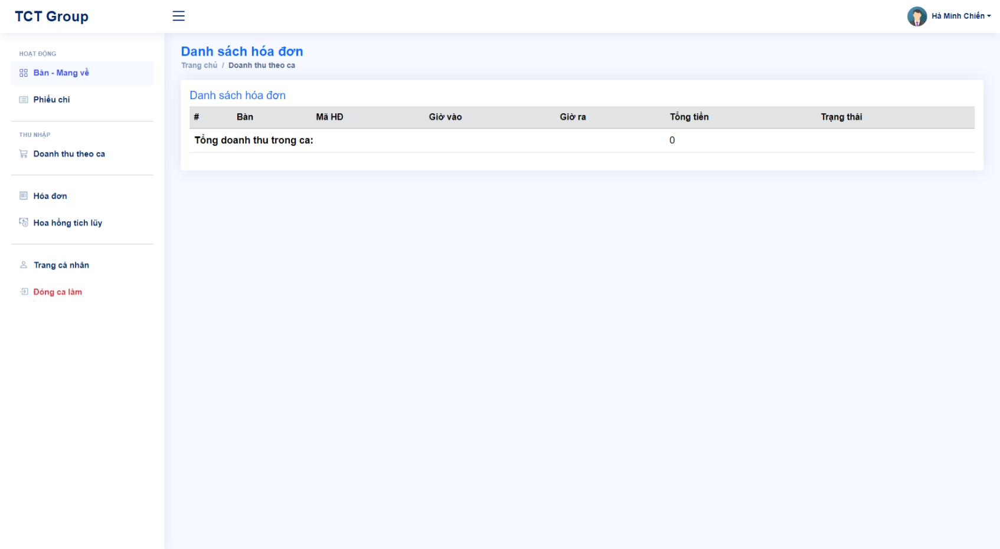 TCT Group
Hà Minh Chiến
HOẠT ĐỘNG
Bàn - Mang về
Phiếu chi
THU NHẬP
Doanh thu theo ca
Hóa đơn
Hoa hồng tích lũy
Trang cá nhân
Đóng ca làm
Danh sách hóa đơn
Trang chủ / Doanh thu theo ca
Danh sách hóa đơn
# Bàn Mã HĐ Giờ vào Giờ ra Tổng tiền Trạng thái
Tổng doanh thu trong ca: 0